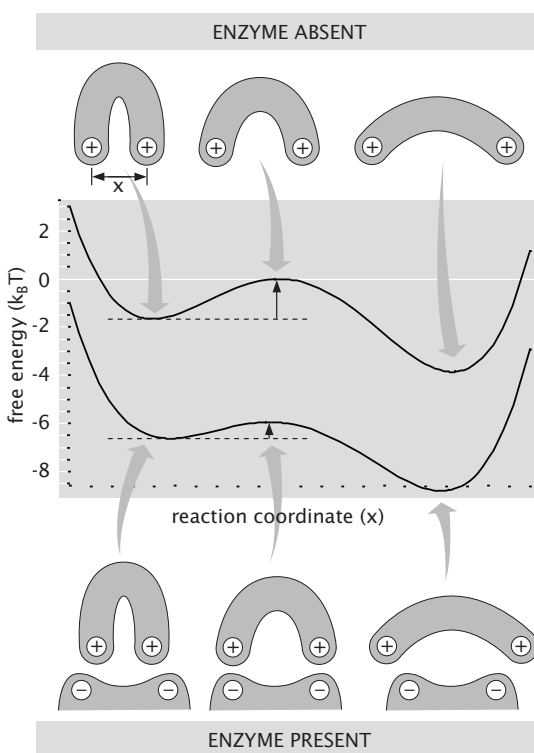 ENZYME ABSENT
+ + + + + +
x
free energy (kBT)
2
0
-2
-4
-6
-8
reaction coordinate (x)
+ + + + + +
− − − − − −
ENZYME PRESENT